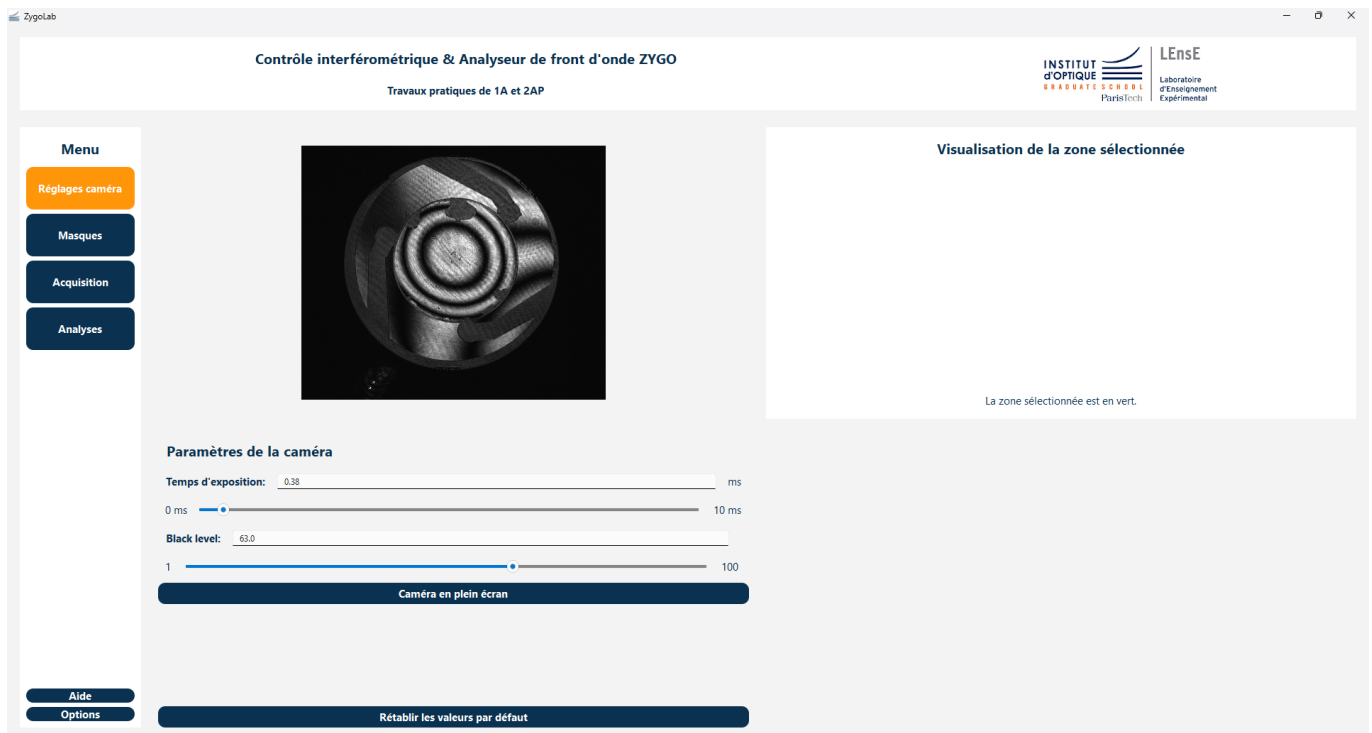 ZygoLab
Contrôle interférométrique & Analyseur de front d'onde ZYGO
Travaux pratiques de 1A et 2AP
INSTITUT
d'OPTIQUE
GRADUATE SCHOOL
ParisTech
LEnsE
Laboratoire
d'Enseignement
Expérimental
Menu
Réglages caméra
Masques
Acquisition
Analyses
Aide
Options
Paramètres de la caméra
Temps d'exposition: 0.38 ms
0 ms 10 ms
Black level: 63.0
1 100
Caméra en plein écran
Rétablir les valeurs par défaut
Visualisation de la zone sélectionnée
La zone sélectionnée est en vert.